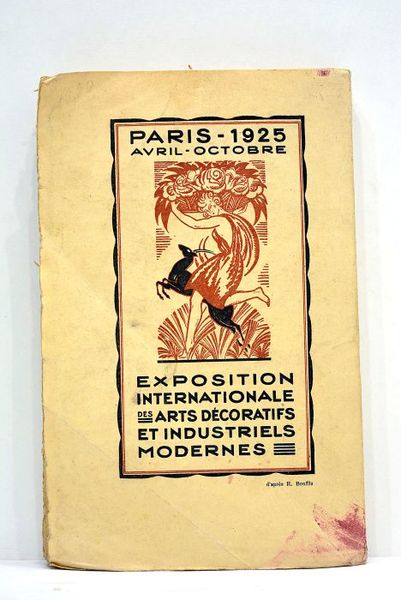 PARIS - 1925
AVRIL - OCTOBRE
EXPOSITION
INTERNATIONALE
DES ARTS DÉCORATIFS
ET INDUSTRIELS
MODERNES
d'après R. Bonfils